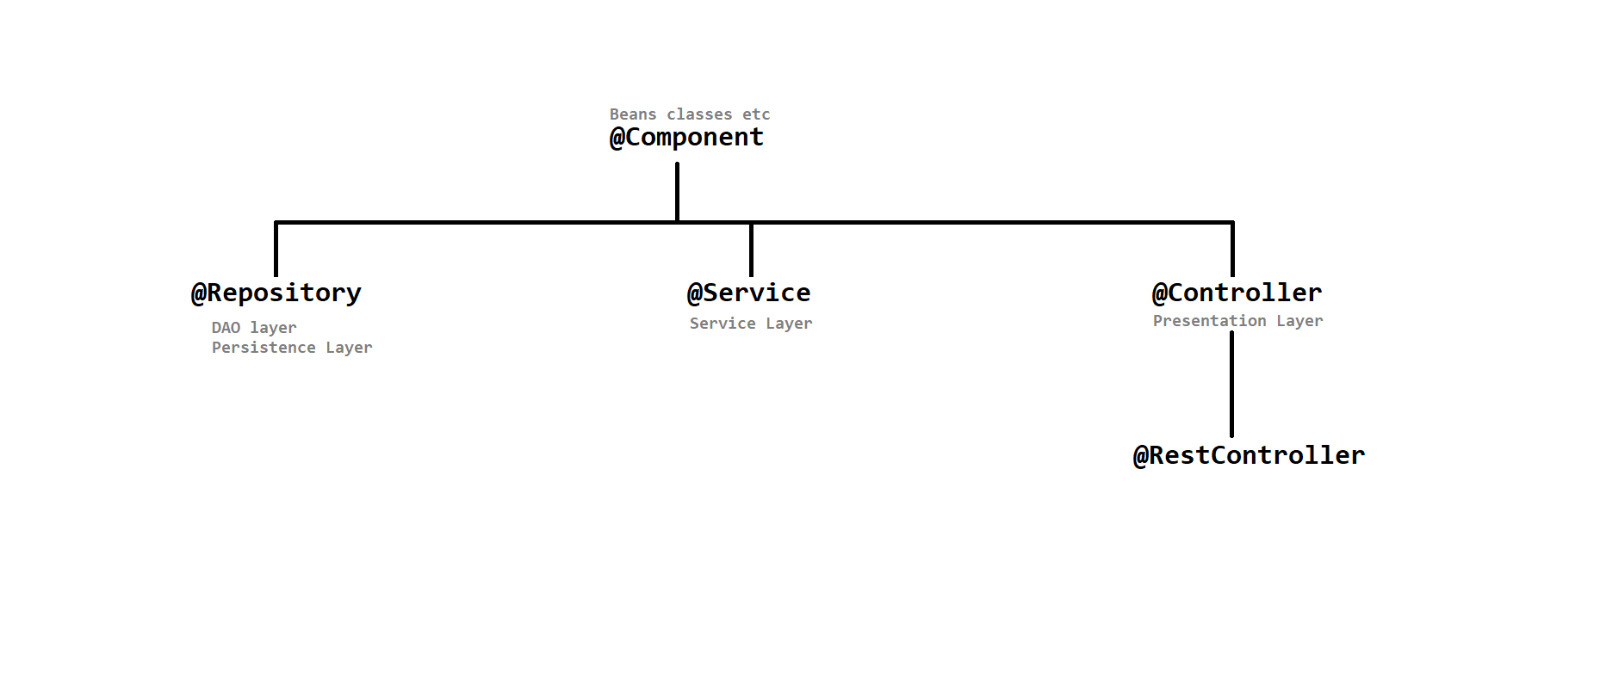 Beans classes etc
@Component
@Repository
DAO layer
Persistence Layer
@Service
Service Layer
@Controller
Presentation Layer
@RestController